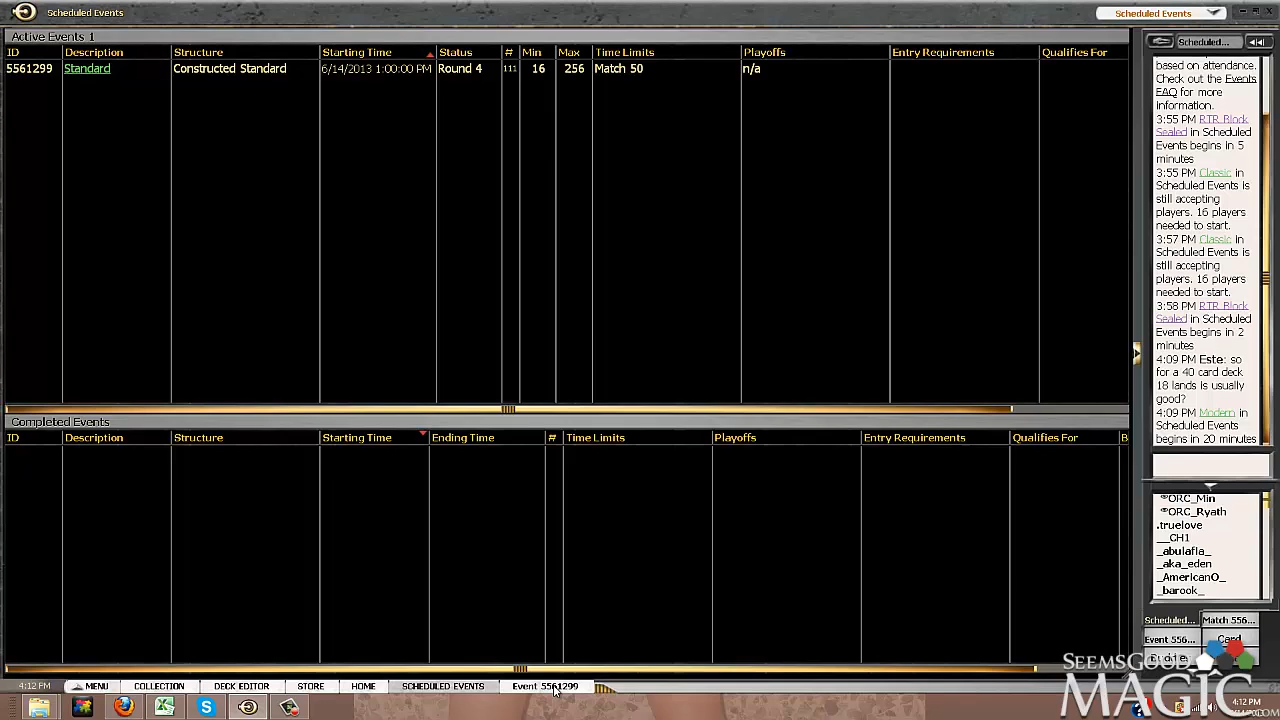 Scheduled Events
Scheduled Events
Active Events 1
ID Description Structure Starting Time Status # Min Max Time Limits Playoffs Entry Requirements Qualifies For
5561299 Standard Constructed Standard 6/14/2013 1:00:00 PM Round 4 111 16 256 Match 50 n/a
Completed Events
ID Description Structure Starting Time Ending Time # Time Limits Playoffs Entry Requirements Qualifies For B
Scheduled...
based on attendance.
Check out the Events
FAQ for more
information.
3:55 PM RTR Block
Sealed in Scheduled
Events begins in 5
minutes
3:55 PM Classic in
Scheduled Events is
still accepting
players. 16 players
needed to start.
3:57 PM Classic in
Scheduled Events is
still accepting
players. 16 players
needed to start.
3:58 PM RTR Block
Sealed in Scheduled
Events begins in 2
minutes
4:09 PM Este: so
for a 40 card deck
18 lands is usually
good?
4:09 PM Modern in
Scheduled Events
begins in 20 minutes
ORC_Min
ORC_Ryath
.truelove
__CH1
_abulafia_
_aka_eden
_AmericanO_
_barook_
Scheduled... Match 556...
Event 556... Card
Buddies
SEEMSGOOD
MAGIC
4:12 PM MENU COLLECTION DECK EDITOR STORE HOME SCHEDULED EVENTS Event 5561299
4:12 PM